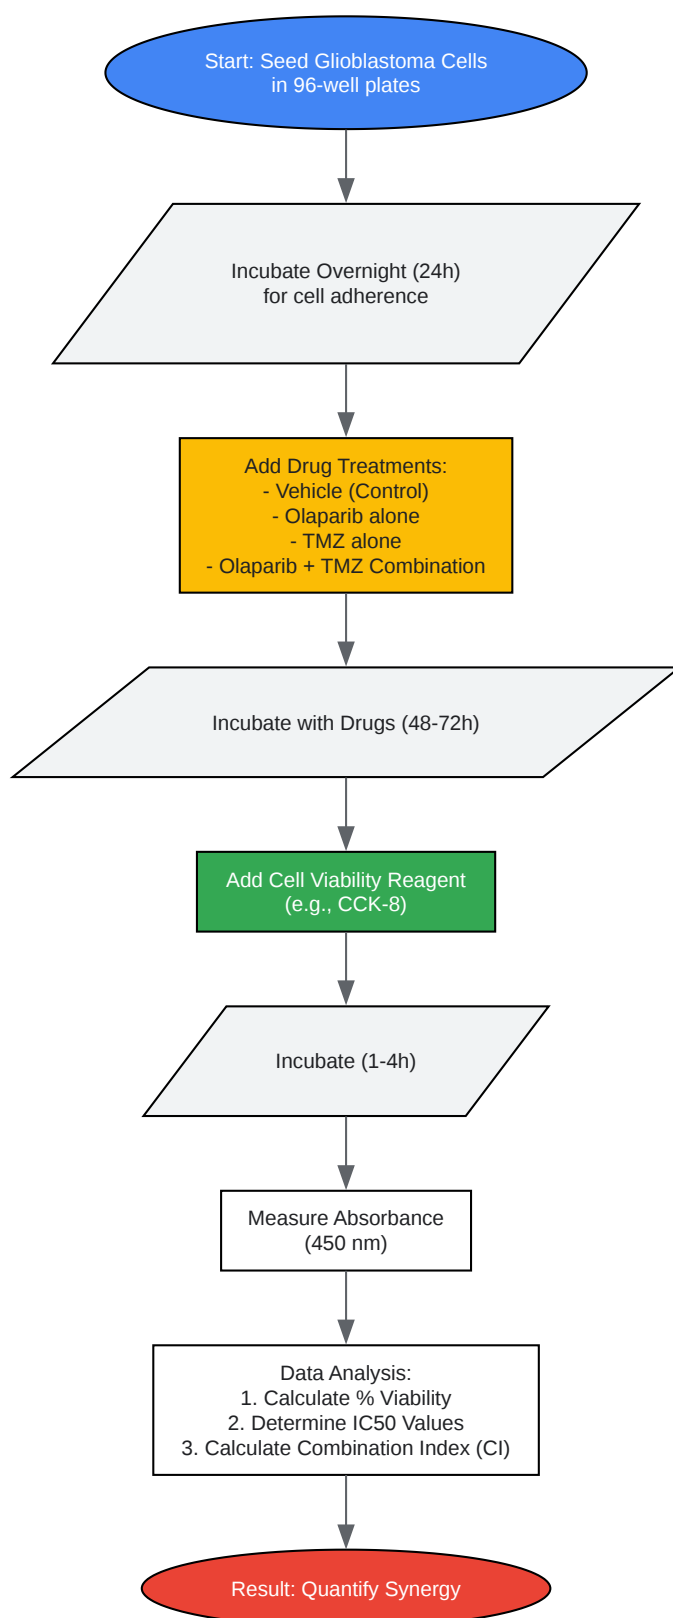 Start: Seed Glioblastoma Cells
in 96-well plates
Incubate Overnight (24h)
for cell adherence
Add Drug Treatments:
- Vehicle (Control)
- Olaparib alone
- TMZ alone
- Olaparib + TMZ Combination
Incubate with Drugs (48-72h)
Add Cell Viability Reagent
(e.g., CCK-8)
Incubate (1-4h)
Measure Absorbance
(450 nm)
Data Analysis:
1. Calculate % Viability
2. Determine IC50 Values
3. Calculate Combination Index (CI)
Result: Quantify Synergy